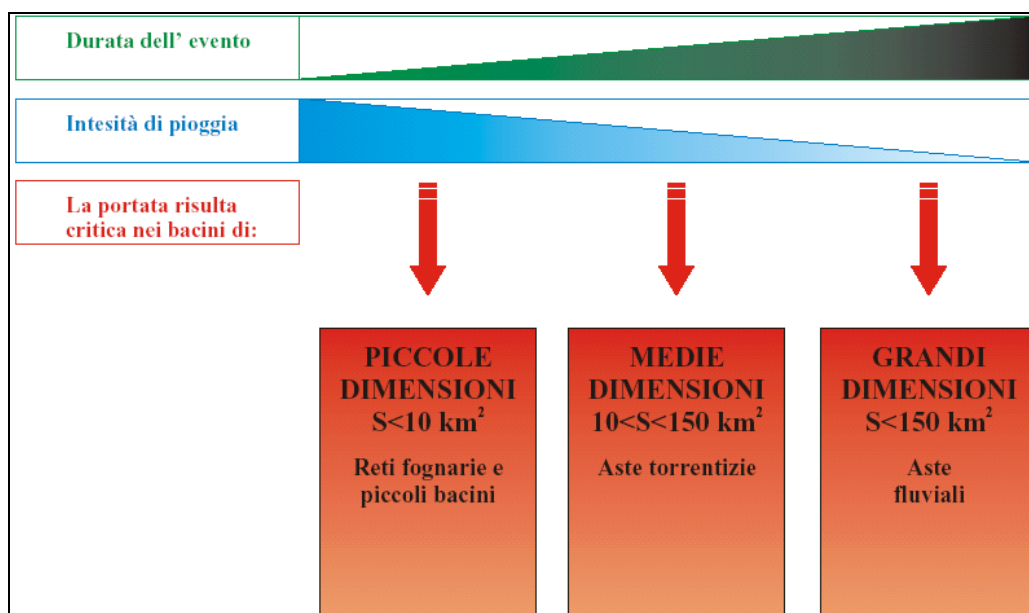 Durata dell’ evento
Intesità di pioggia
La portata risulta
critica nei bacini di:
PICCOLE
DIMENSIONI
S<10 km²
Reti fognarie e
piccoli bacini
MEDIE
DIMENSIONI
10<S<150 km²
Aste torrentizie
GRANDI
DIMENSIONI
S<150 km²
Aste
fluviali